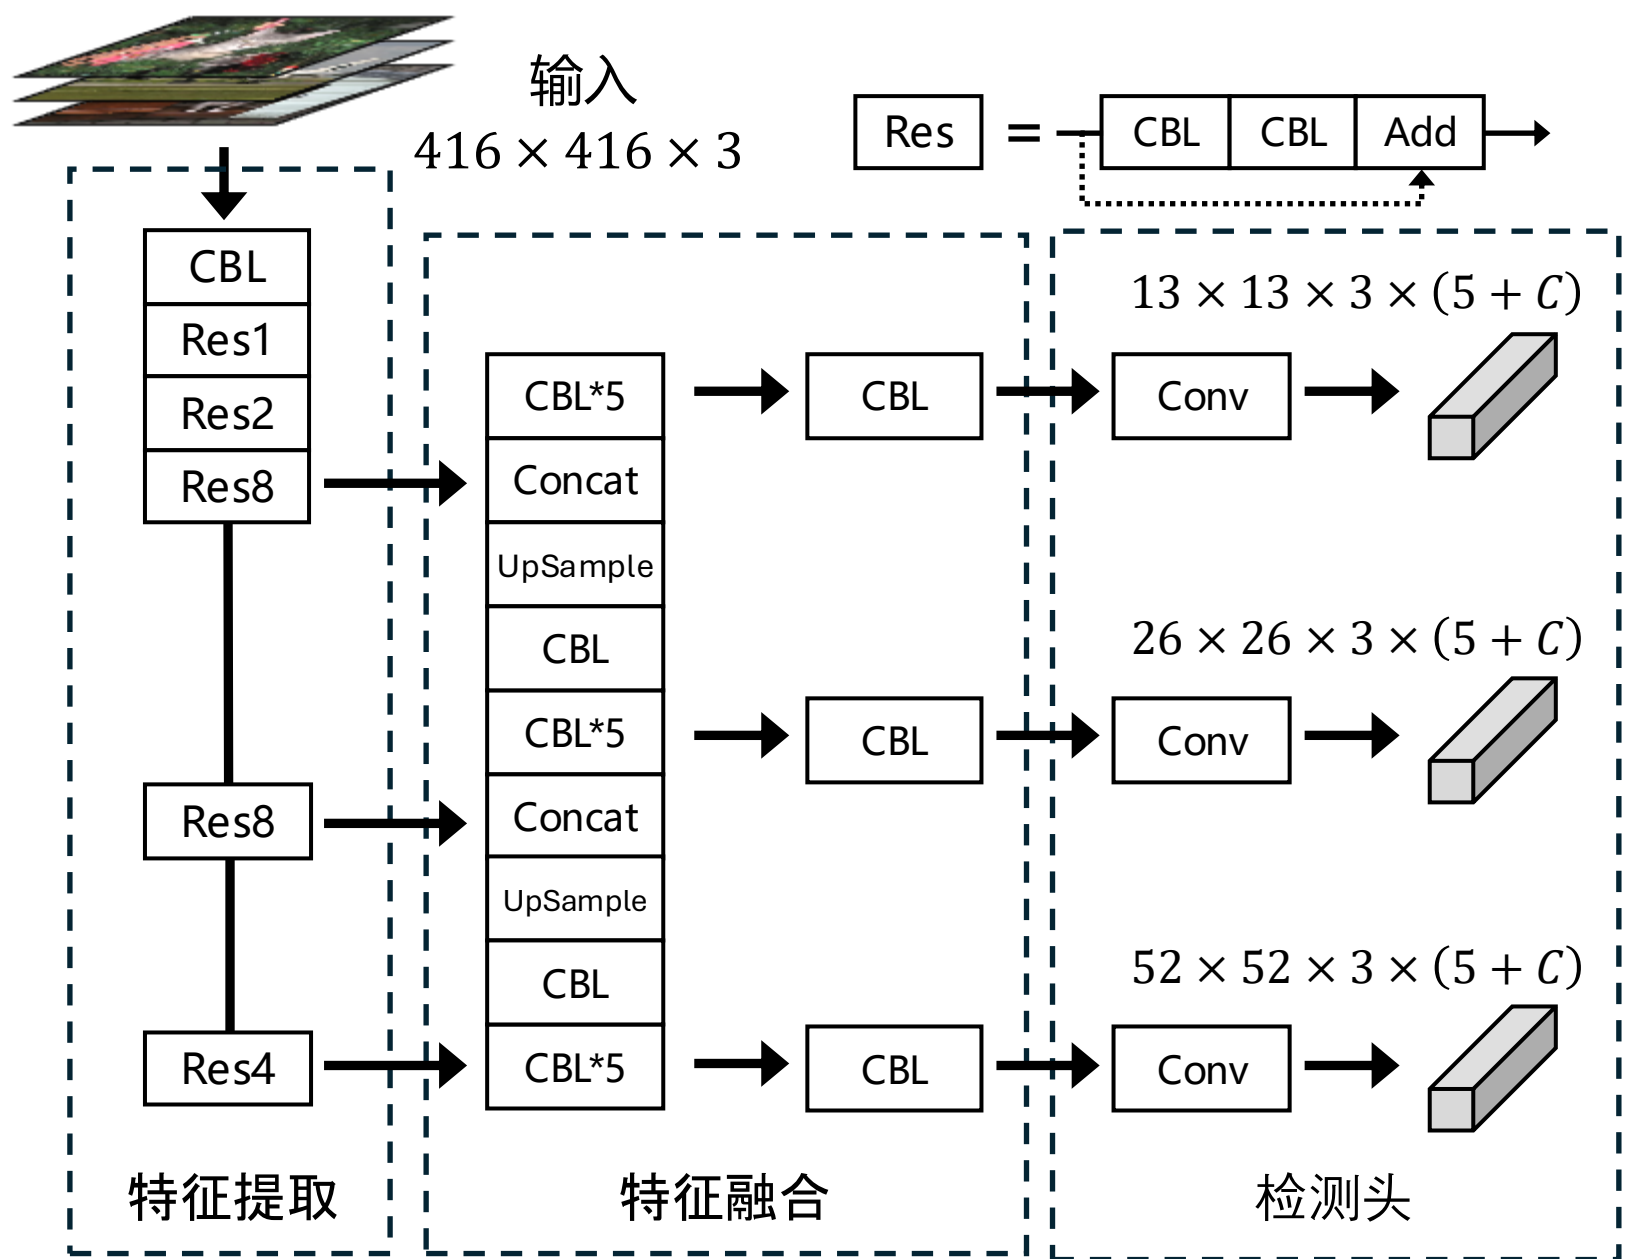 输入
416 × 416 × 3
Res = CBL CBL Add
CBL
Res1
Res2
Res8
Res8
Res4
特征提取
CBL*5
Concat
UpSample
CBL
CBL*5
Concat
UpSample
CBL
CBL*5
CBL
CBL
CBL
特征融合
13 × 13 × 3 × (5 + C)
Conv
26 × 26 × 3 × (5 + C)
Conv
52 × 52 × 3 × (5 + C)
Conv
检测头